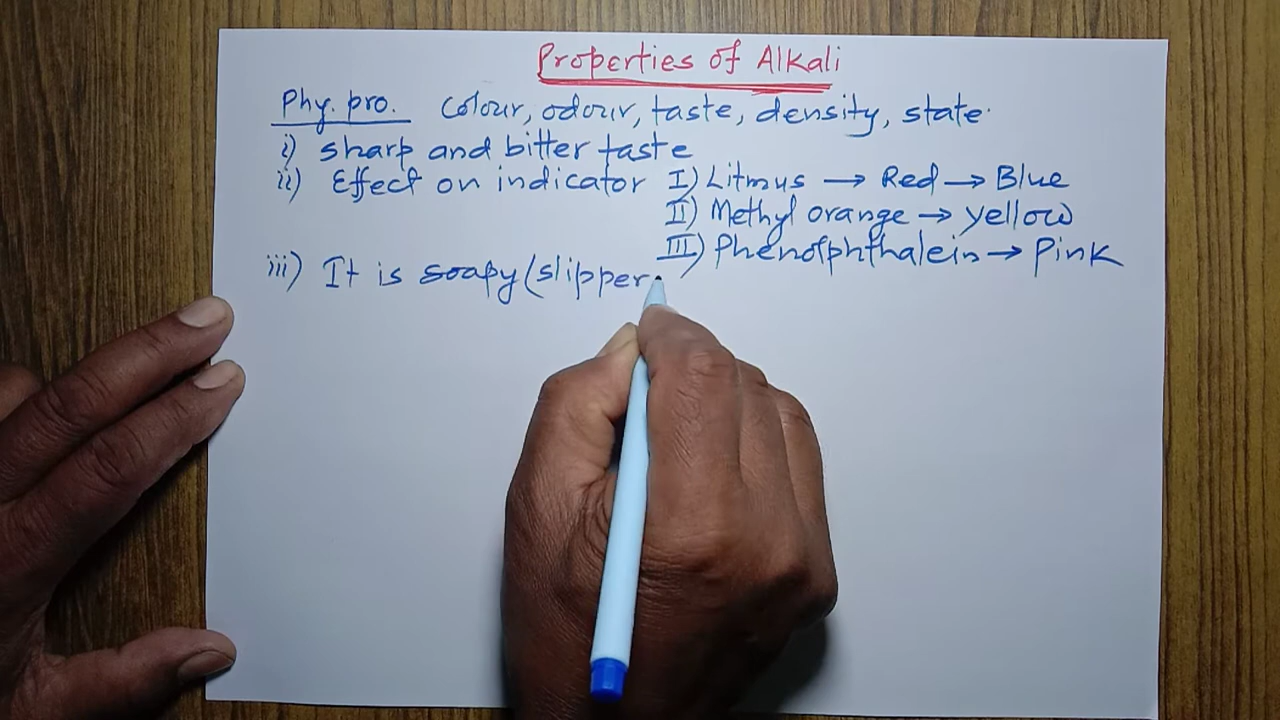 Properties of Alkali
Phy. pro. Colour, odour, taste, density, state.
i) sharp and bitter taste
ii) Effect on indicator I) Litmus → Red → Blue
II) Methyl orange → yellow
III) Phenolphthalein → Pink
iii) It is soapy (slipper